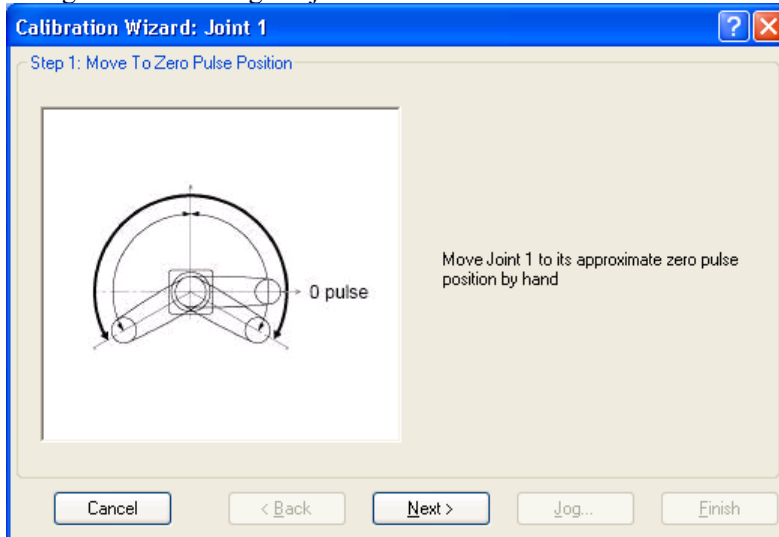 Calibration Wizard: Joint 1
Step 1: Move To Zero Pulse Position
0 pulse
Move Joint 1 to its approximate zero pulse
position by hand
Cancel
< Back
Next >
Jog...
Finish